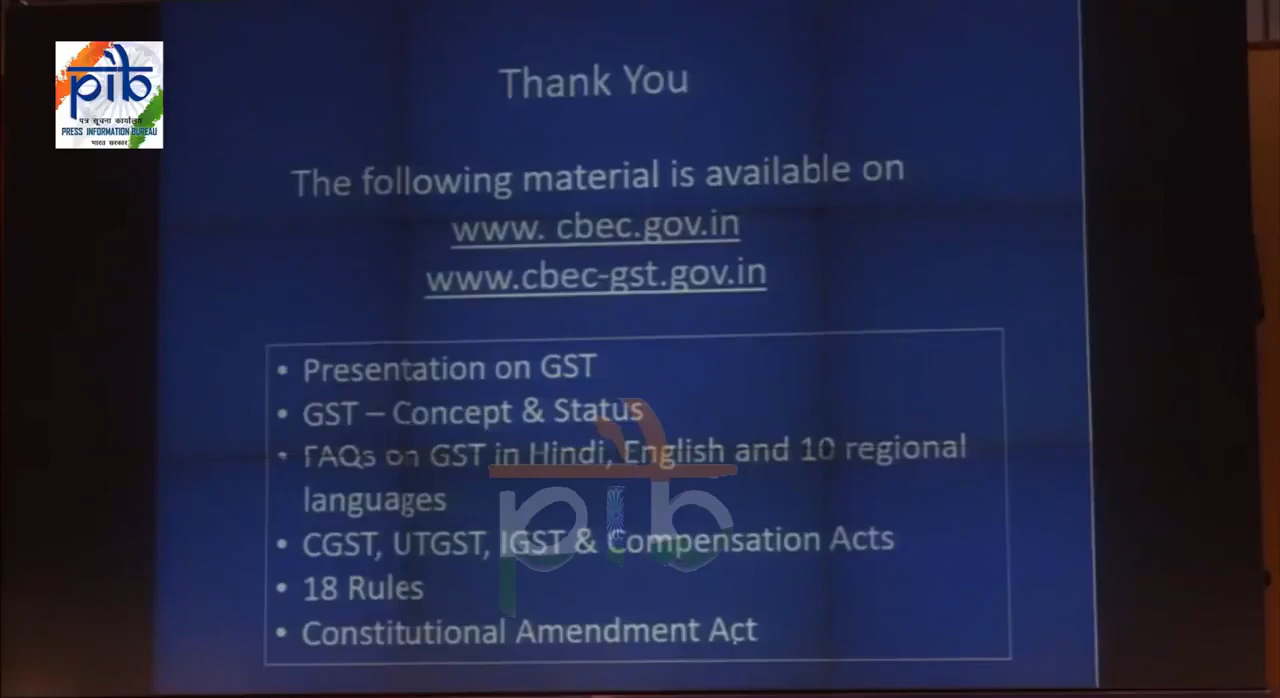 pib
पत्र सूचना कार्यालय
PRESS INFORMATION BUREAU
भारत सरकार
Thank You
The following material is available on
www. cbec.gov.in
www.cbec-gst.gov.in
• Presentation on GST
• GST – Concept & Status
• FAQs on GST in Hindi, English and 10 regional
languages
• CGST, UTGST, IGST & Compensation Acts
• 18 Rules
• Constitutional Amendment Act
pib